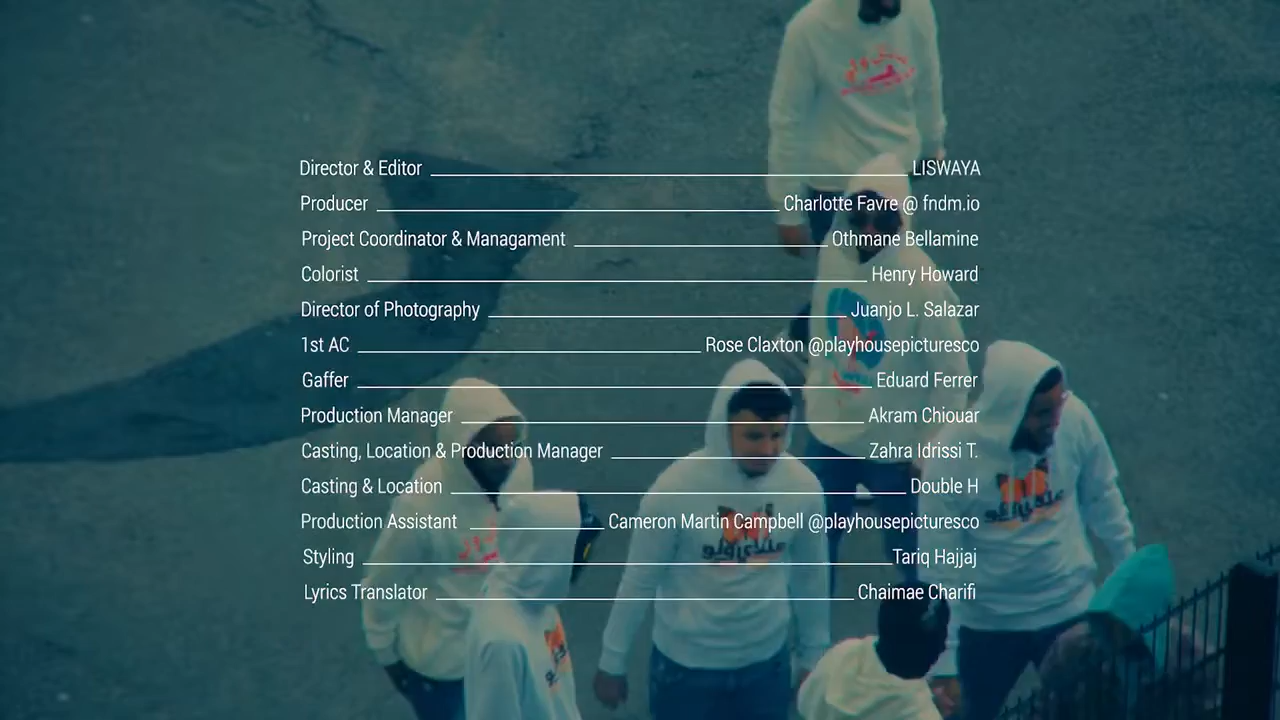 Director & Editor LISWAYA
Producer Charlotte Favre @ fndm.io
Project Coordinator & Managament Othmane Bellamine
Colorist Henry Howard
Director of Photography Juanjo L. Salazar
1st AC Rose Claxton @playhousepicturesco
Gaffer Eduard Ferrer
Production Manager Akram Chiouar
Casting, Location & Production Manager Zahra Idrissi T.
Casting & Location Double H
Production Assistant Cameron Martin Campbell @playhousepicturesco
Styling Tariq Hajjaj
Lyrics Translator Chaimae Charifi